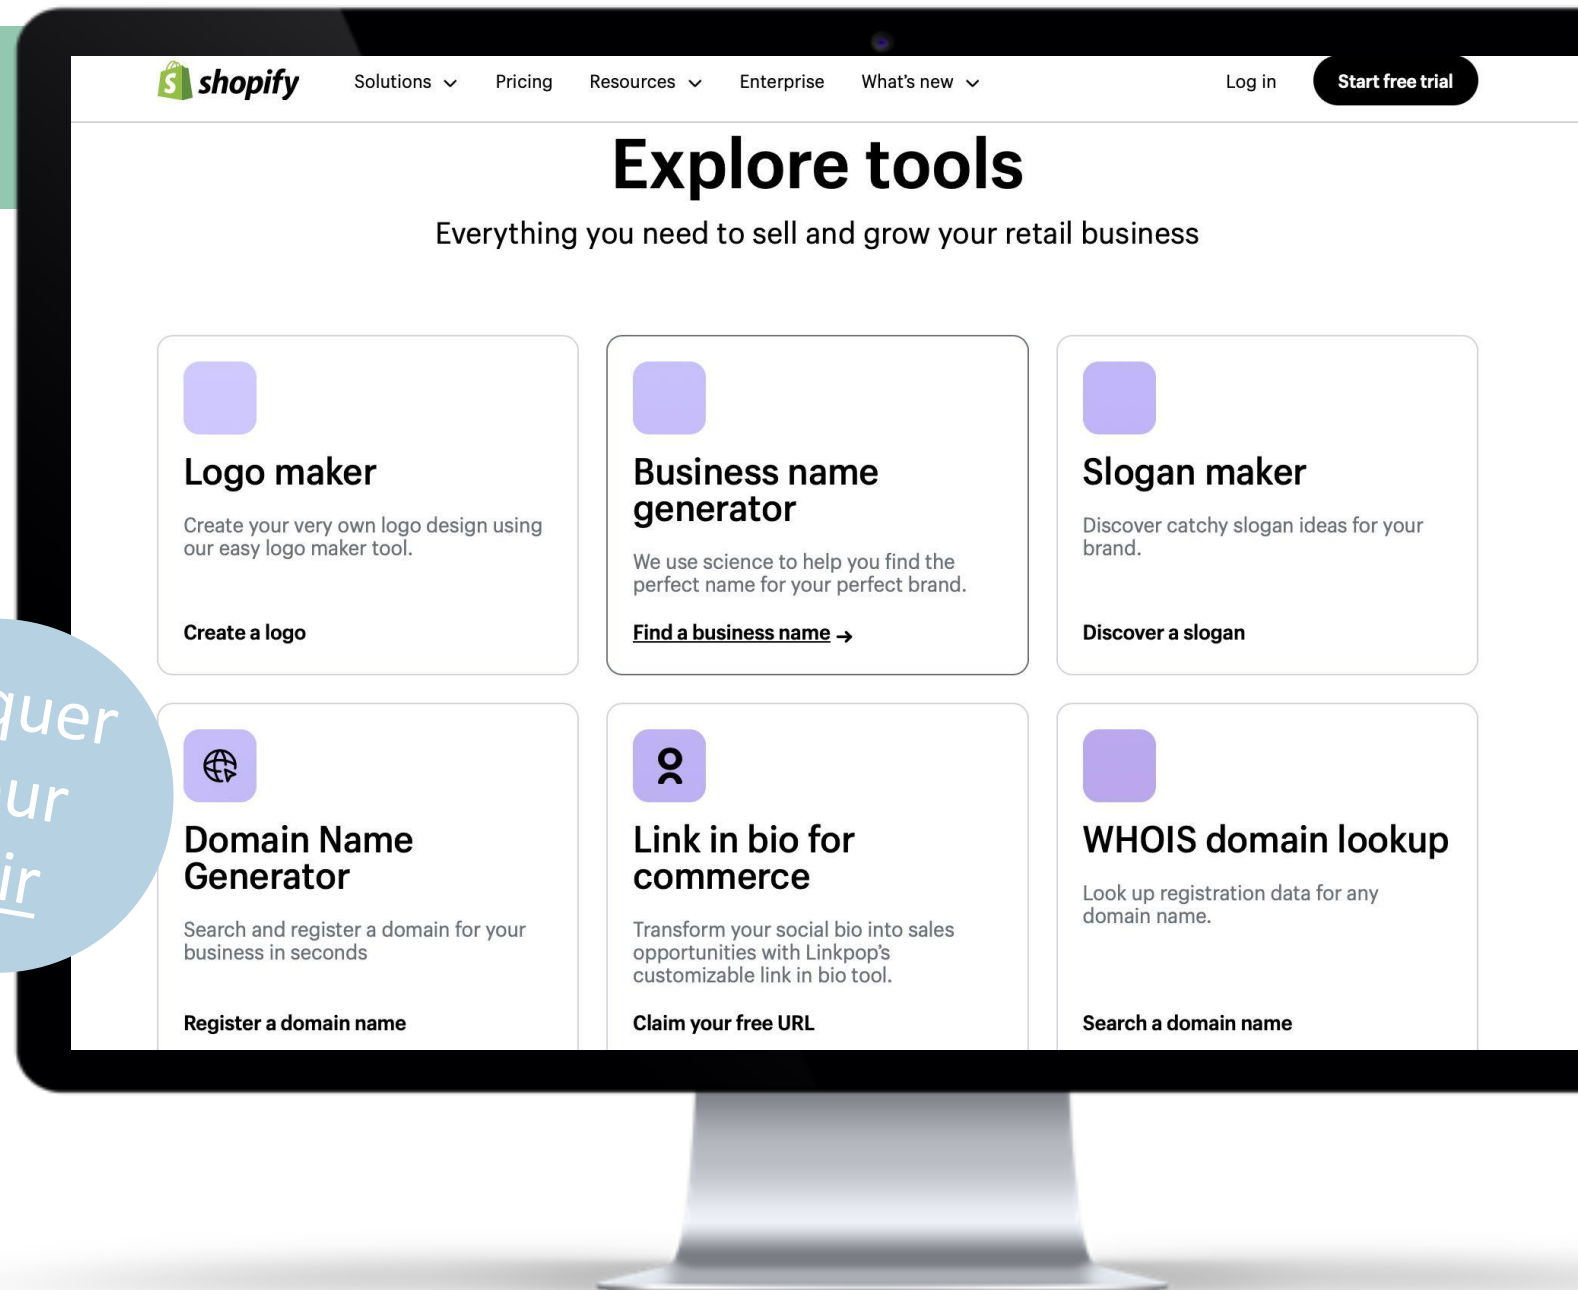 shopify
Solutions
Pricing
Resources
Enterprise
What's new
Log in
Start free trial
Explore tools
Everything you need to sell and grow your retail business
Logo maker
Create your very own logo design using
our easy logo maker tool.
Create a logo
Business name
generator
We use science to help you find the
perfect name for your perfect brand.
Find a business name →
Slogan maker
Discover catchy slogan ideas for your
brand.
Discover a slogan
Domain Name
Generator
Search and register a domain for your
business in seconds
Register a domain name
Link in bio for
commerce
Transform your social bio into sales
opportunities with Linkpop's
customizable link in bio tool.
Claim your free URL
WHOIS domain lookup
Look up registration data for any
domain name.
Search a domain name